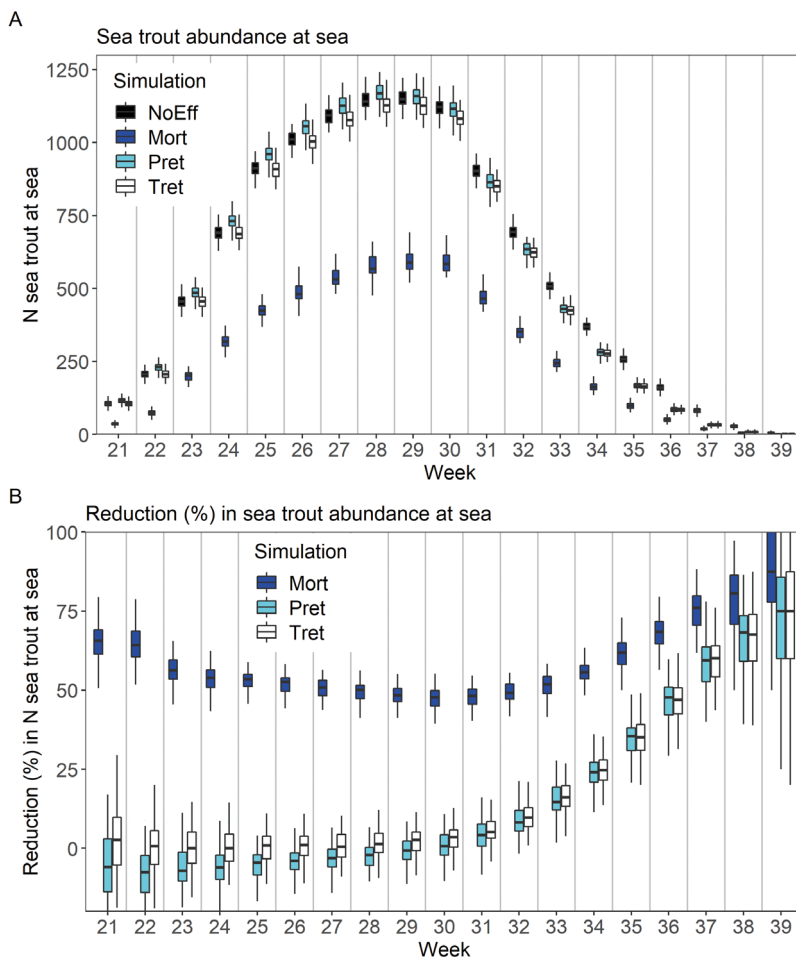 A
Sea trout abundance at sea
Simulation
NoEff
Mort
Pret
Tret
N sea trout at sea
1250
1000
750
500
250
0
21 22 23 24 25 26 27 28 29 30 31 32 33 34 35 36 37 38 39
Week
B
Reduction (%) in sea trout abundance at sea
Simulation
Mort
Pret
Tret
Reduction (%) in N sea trout at sea
100
75
50
25
0
21 22 23 24 25 26 27 28 29 30 31 32 33 34 35 36 37 38 39
Week